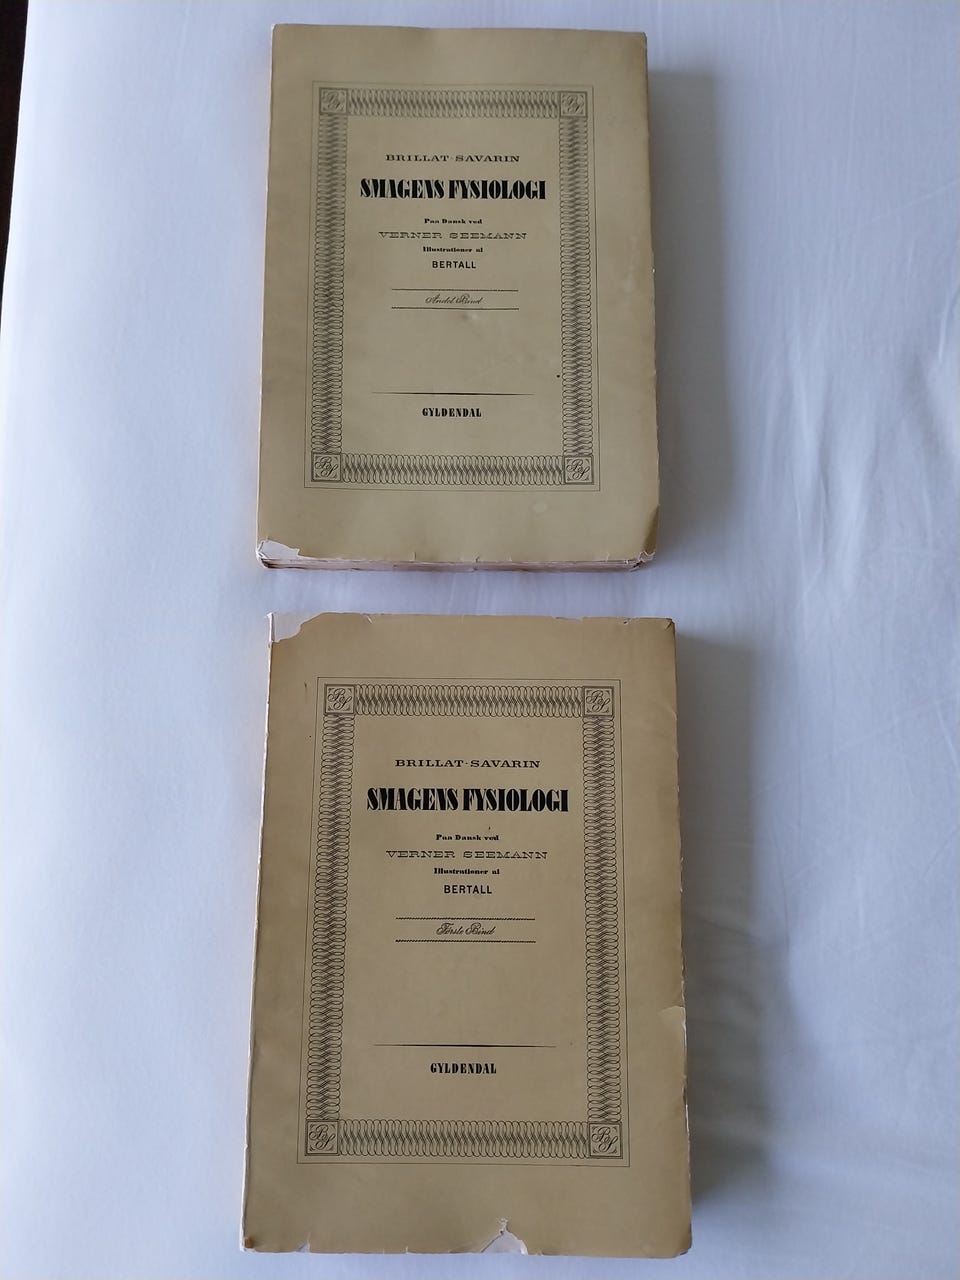 BRILLAT-SAVARIN
SMAGENS FYSIOLOGI
Paa Dansk ved
VERNER SEEMANN
Illustrationer af
BERTALL
Andet Bind
GYLDENDAL
BRILLAT-SAVARIN
SMAGENS FYSIOLOGI
Paa Dansk ved
VERNER SEEMANN
Illustrationer af
BERTALL
Første Bind
GYLDENDAL